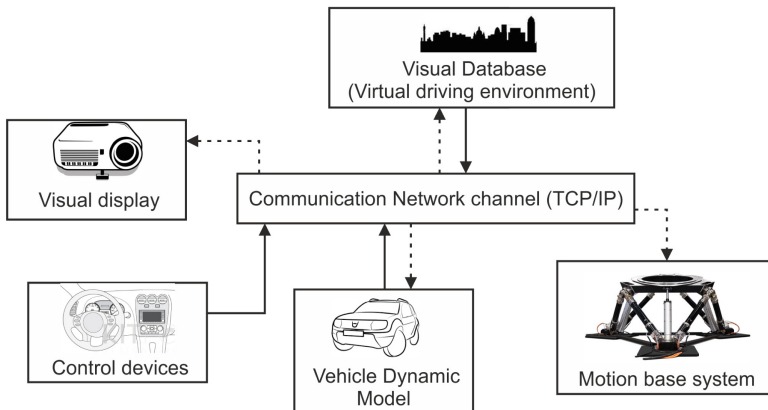 Visual Database
(Virtual driving environment)
Visual display
Communication Network channel (TCP/IP)
Control devices
Vehicle Dynamic
Model
Motion base system